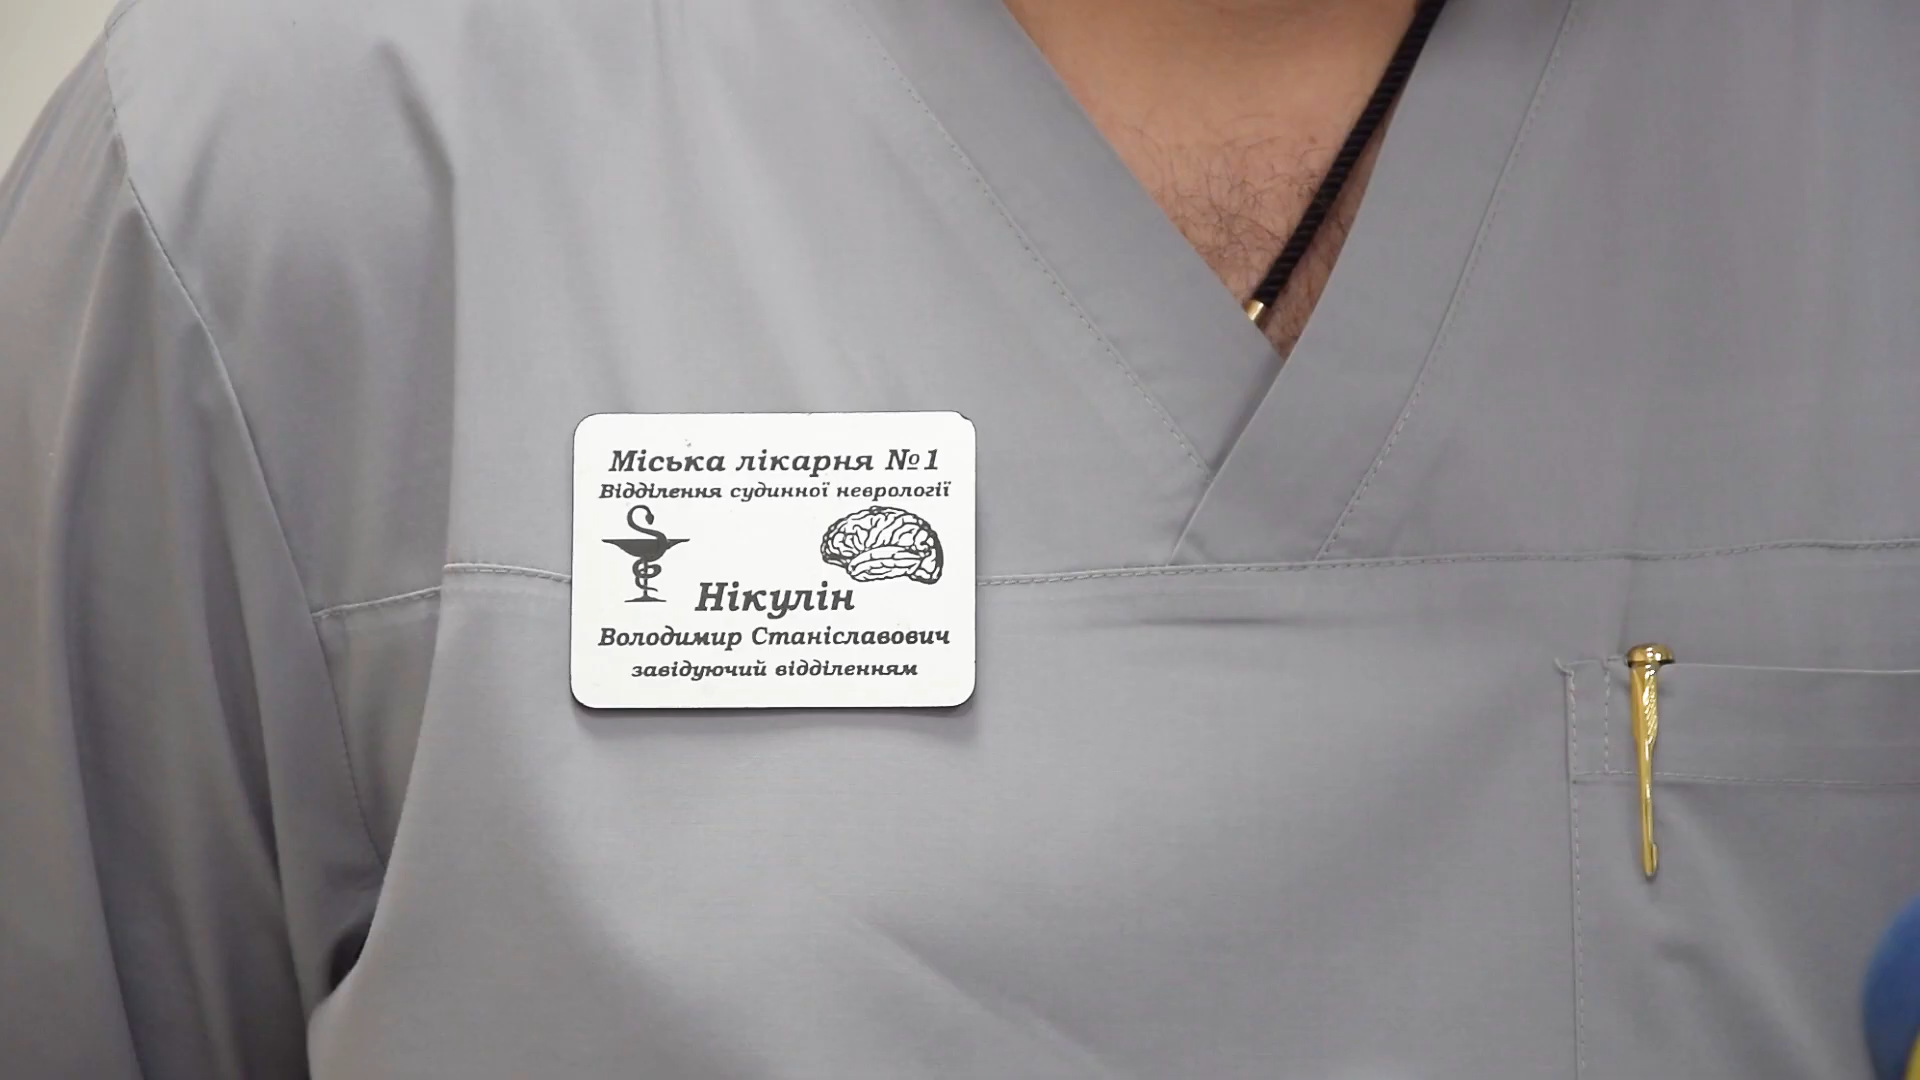 Міська лікарня №1
Відділення судинної неврології
Нікулін
Володимир Станіславович
завідуючий відділенням